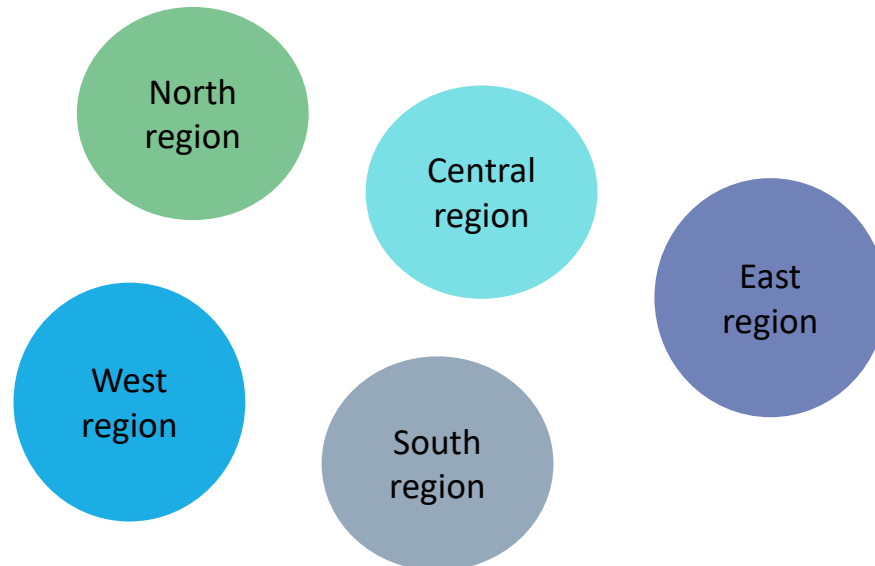 North
region
Central
region
East
region
West
region
South
region